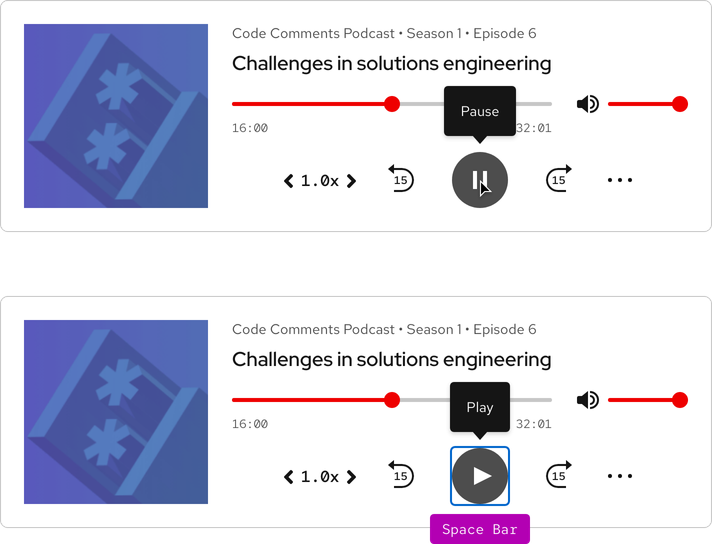 Code Comments Podcast • Season 1 • Episode 6
Challenges in solutions engineering
Pause
16:00 32:01
1.0x 15 15
Code Comments Podcast • Season 1 • Episode 6
Challenges in solutions engineering
Play
16:00 32:01
1.0x 15 15
Space Bar